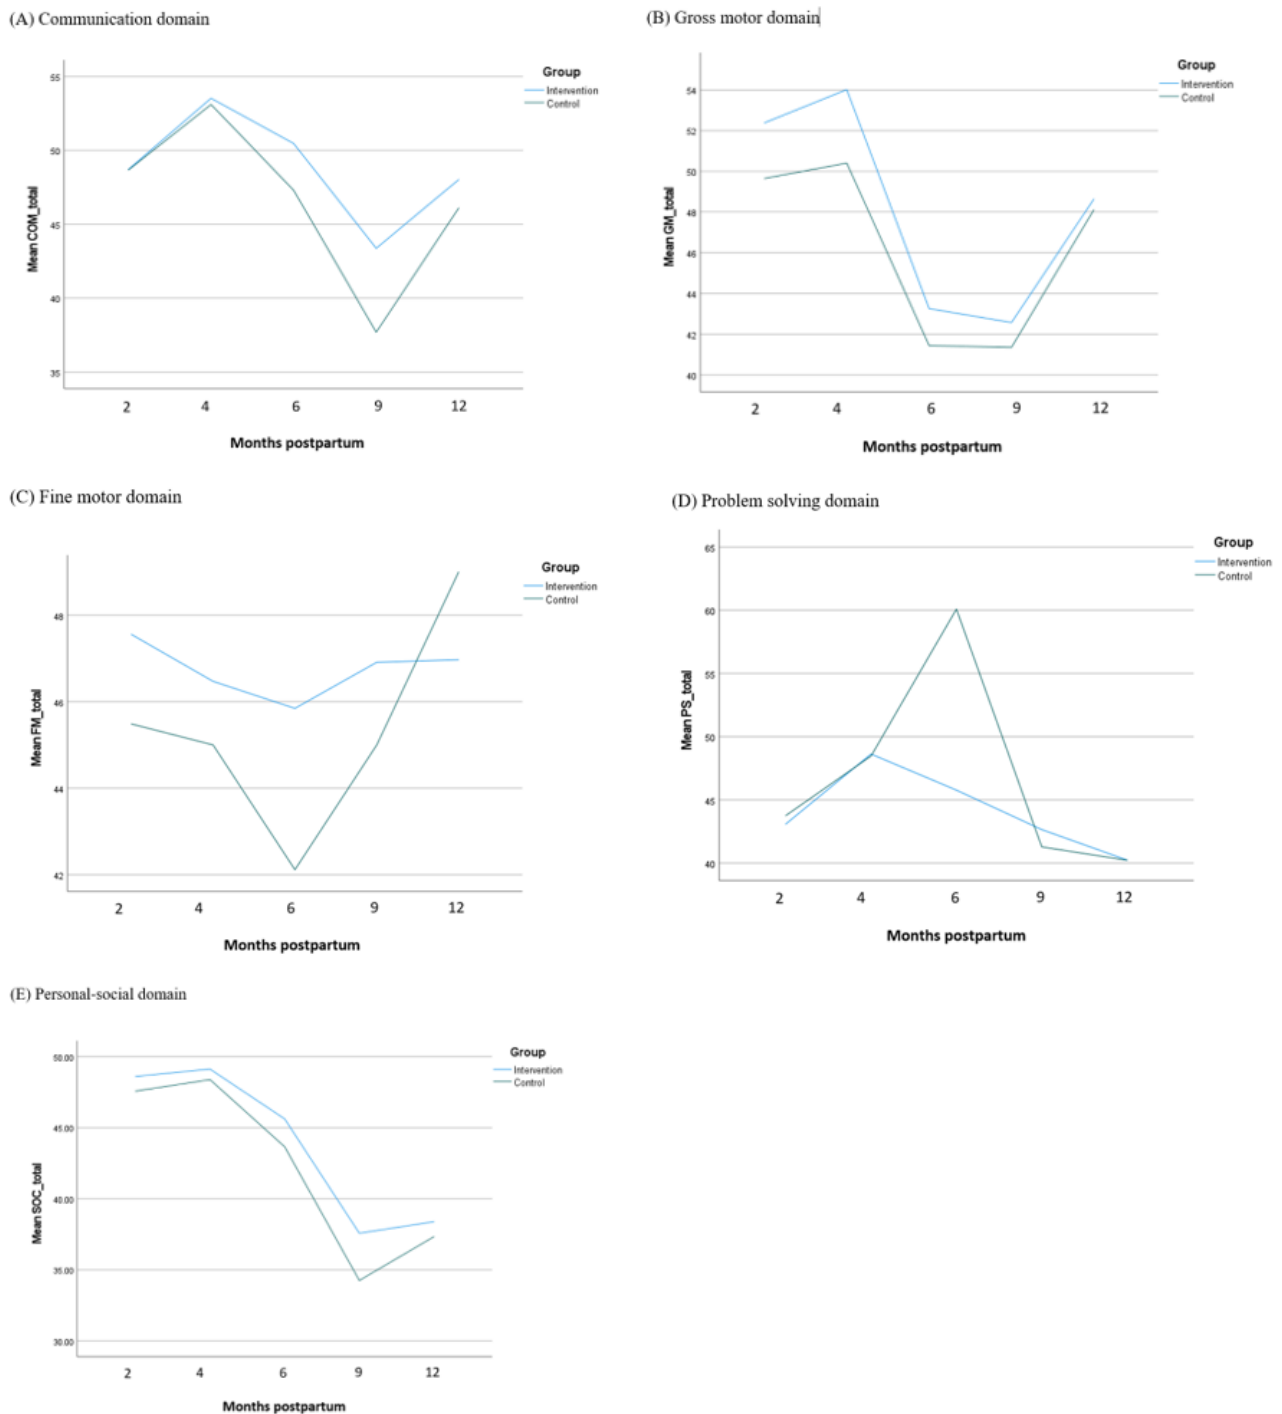 (A) Communication domain
Group
Intervention
Control
55
50
45
40
35
Mean COM_total
2 4 6 9 12
Months postpartum
(B) Gross motor domain
Group
Intervention
Control
54
52
50
48
46
44
42
40
Mean GM_total
2 4 6 9 12
Months postpartum
(C) Fine motor domain
Group
Intervention
Control
48
46
44
42
Mean FM_total
2 4 6 9 12
Months postpartum
(D) Problem solving domain
Group
Intervention
Control
65
60
55
50
45
40
Mean PS_total
2 4 6 9 12
Months postpartum
(E) Personal-social domain
Group
Intervention
Control
50.00
45.00
40.00
35.00
30.00
Mean SOC_total
2 4 6 9 12
Months postpartum